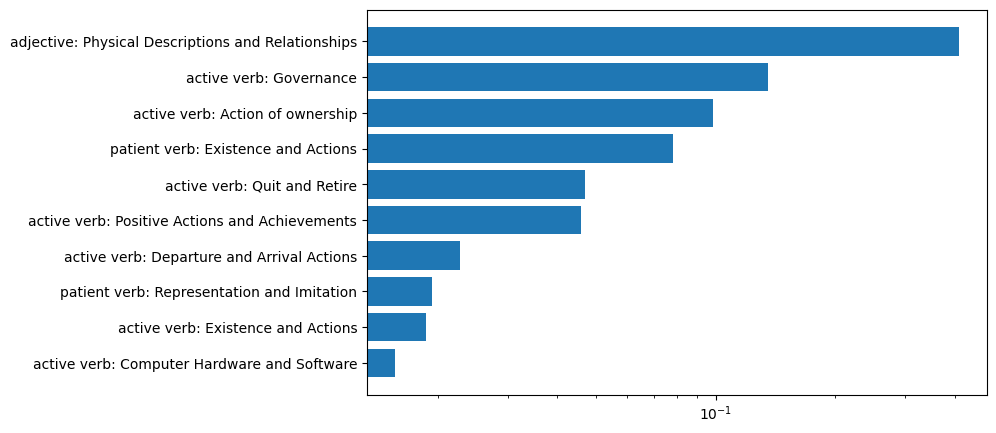 adjective: Physical Descriptions and Relationships
active verb: Governance
active verb: Action of ownership
patient verb: Existence and Actions
active verb: Quit and Retire
active verb: Positive Actions and Achievements
active verb: Departure and Arrival Actions
patient verb: Representation and Imitation
active verb: Existence and Actions
active verb: Computer Hardware and Software
10⁻¹